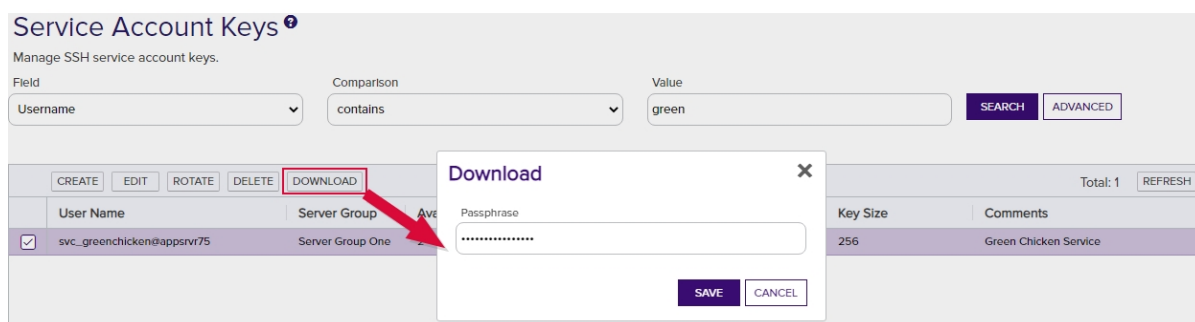 Service Account Keys ?
Manage SSH service account keys.
Field Comparison Value
Username contains green SEARCH ADVANCED
Download
CREATE EDIT ROTATE DELETE DOWNLOAD Total: 1 REFRESH
User Name Server Group Key Size Comments
Passphrase
svc_greenchicken@appsrvr75 Server Group One 256 Green Chicken Service
••••••••••••••••
SAVE CANCEL